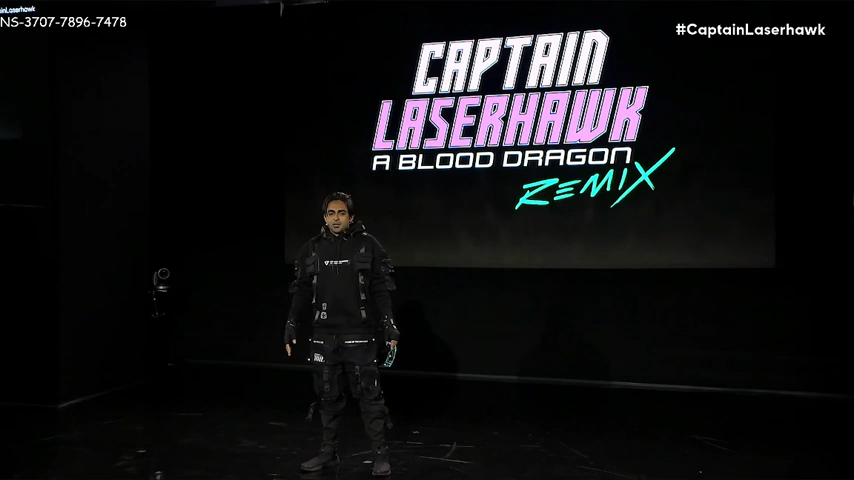 NS-3707-7896-7478
#CaptainLaserhawk
CAPTAIN
LASERHAWK
A BLOOD DRAGON
REMIX